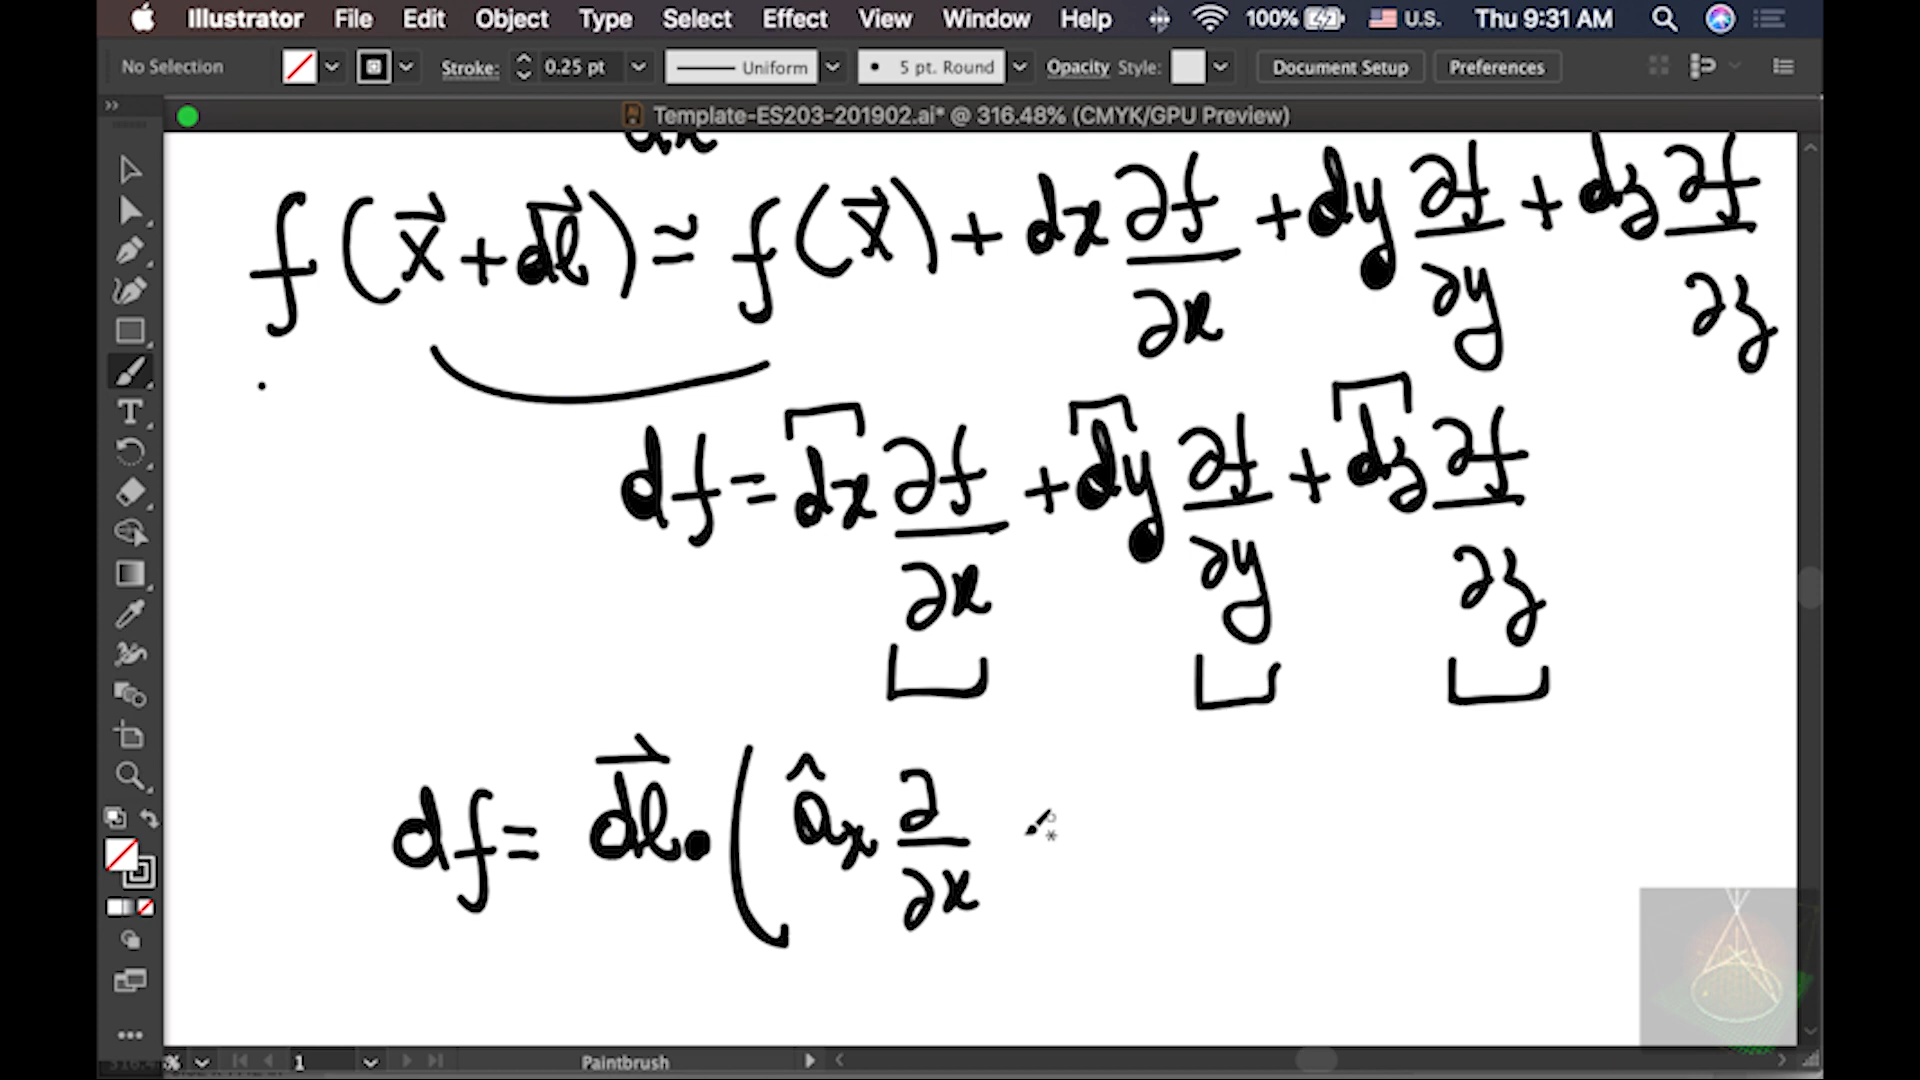 Illustrator File Edit Object Type Select Effect View Window Help 100% U.S. Thu 9:31 AM
No Selection Stroke: 0.25 pt Uniform 5 pt. Round Opacity Style: Document Setup Preferences
Template-ES203-201902.ai* @ 316.48% (CMYK/GPU Preview)
f(x⃗+dl⃗)≃f(x⃗)+dx ∂f/∂x +dy ∂f/∂y +dz ∂f/∂z
df=dx ∂f/∂x +dy ∂f/∂y +dz ∂f/∂z
df= dl⃗•( âₓ ∂/∂x
% 1 Paintbrush